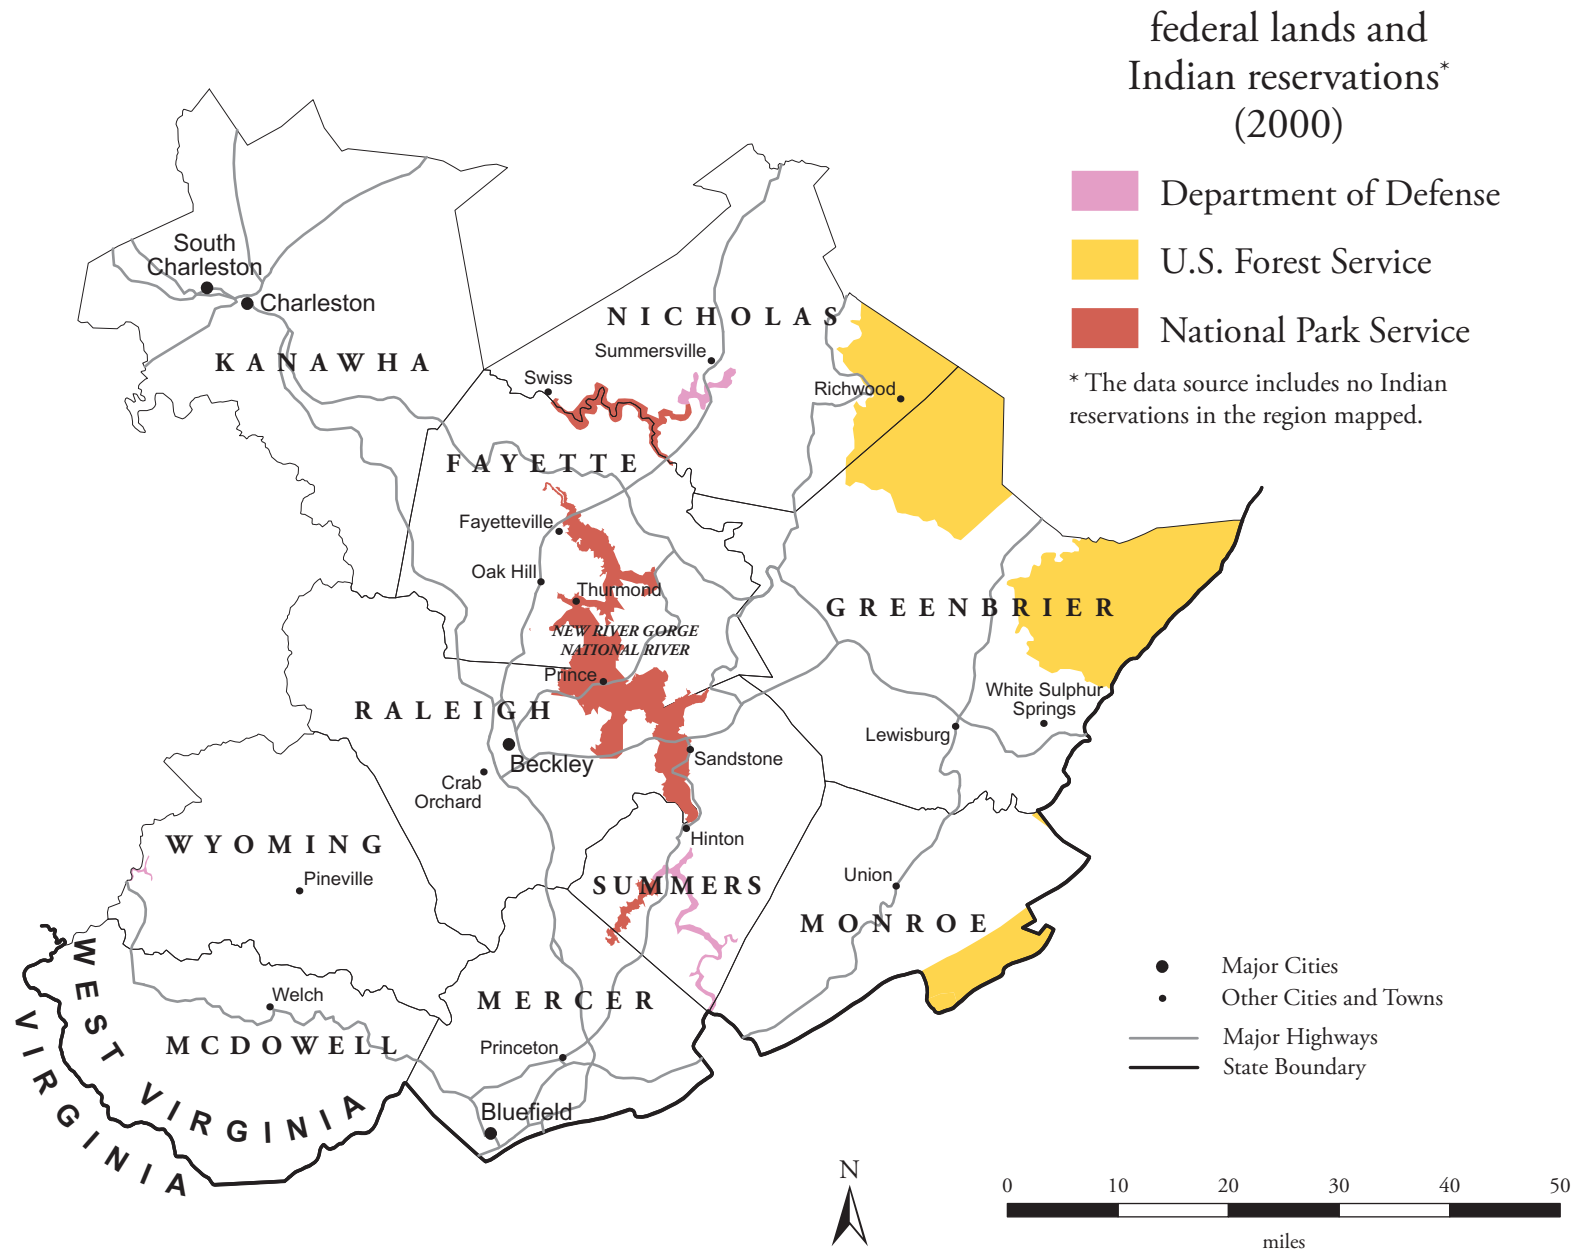 federal lands and
Indian reservations*
(2000)
Department of Defense
U.S. Forest Service
National Park Service
* The data source includes no Indian
reservations in the region mapped.
South
Charleston
Charleston
KANAWHA
NICHOLAS
Summersville
Swiss
Richwood
FAYETTE
Fayetteville
Oak Hill
Thurmond
NEW RIVER GORGE
NATIONAL RIVER
Prince
GREENBRIER
White Sulphur
Springs
Lewisburg
RALEIGH
Beckley
Crab
Orchard
Sandstone
Hinton
WYOMING
Pineville
SUMMERS
Union
MONROE
WEST VIRGINIA
VIRGINIA
Welch
MCDOWELL
MERCER
Princeton
Bluefield
Major Cities
Other Cities and Towns
Major Highways
State Boundary
N
0 10 20 30 40 50
miles